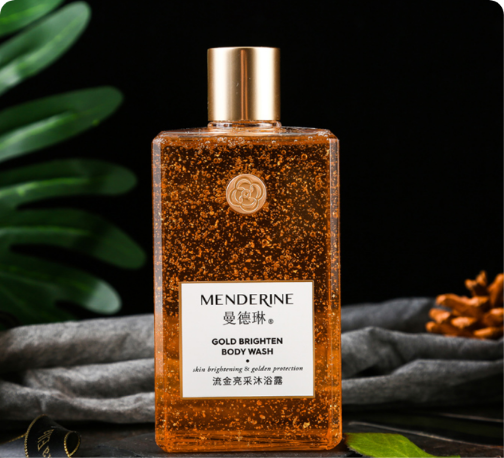 MENDERINE
曼德琳®
GOLD BRIGHTEN
BODY WASH
skin brightening & golden protection
流金亮采沐浴露